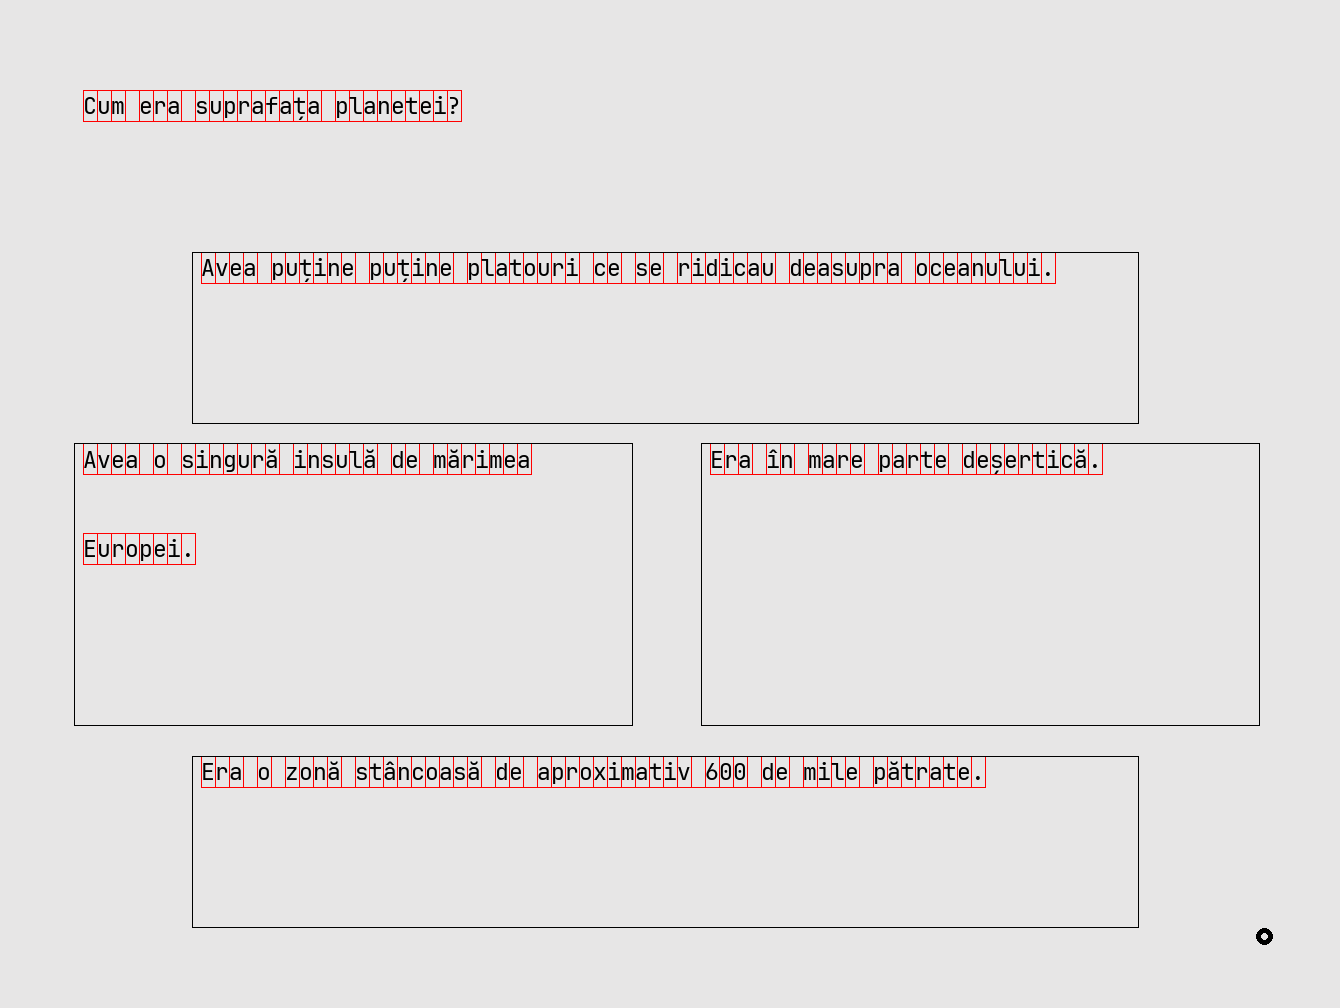 Cum era suprafața planetei?
Avea puține puține platouri ce se ridicau deasupra oceanului.
Avea o singură insulă de mărimea
Europei.
Era în mare parte deșertică.
Era o zonă stâncoasă de aproximativ 600 de mile pătrate.